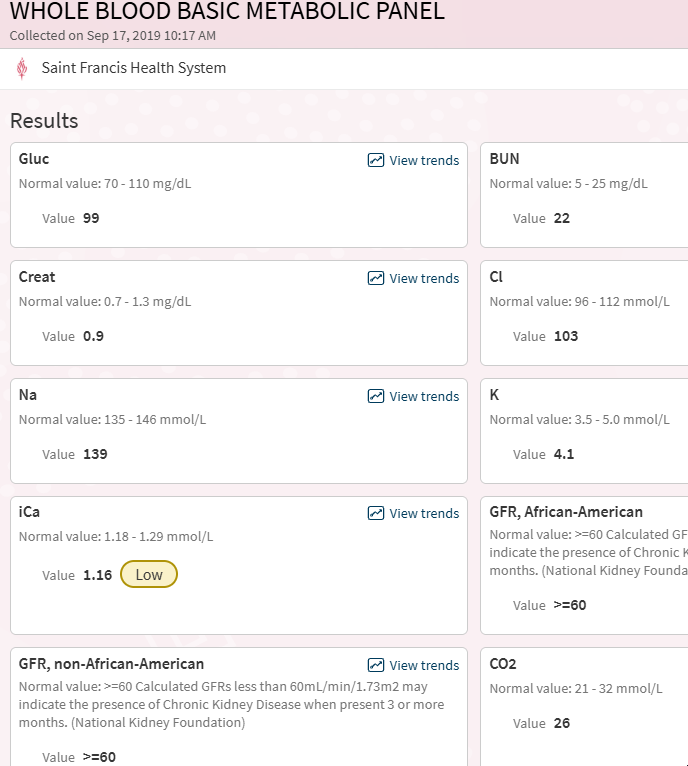 WHOLE BLOOD BASIC METABOLIC PANEL
Collected on Sep 17, 2019 10:17 AM
Saint Francis Health System
Results
Gluc
View trends
Normal value: 70 - 110 mg/dL
Value 99
BUN
Normal value: 5 - 25 mg/dL
Value 22
Creat
View trends
Normal value: 0.7 - 1.3 mg/dL
Value 0.9
Cl
Normal value: 96 - 112 mmol/L
Value 103
Na
View trends
Normal value: 135 - 146 mmol/L
Value 139
K
Normal value: 3.5 - 5.0 mmol/L
Value 4.1
iCa
View trends
Normal value: 1.18 - 1.29 mmol/L
Value 1.16 Low
GFR, African-American
Normal value: >=60 Calculated GF
indicate the presence of Chronic K
months. (National Kidney Founda
Value >=60
GFR, non-African-American
View trends
Normal value: >=60 Calculated GFRs less than 60mL/min/1.73m2 may
indicate the presence of Chronic Kidney Disease when present 3 or more
months. (National Kidney Foundation)
Value >=60
CO2
Normal value: 21 - 32 mmol/L
Value 26